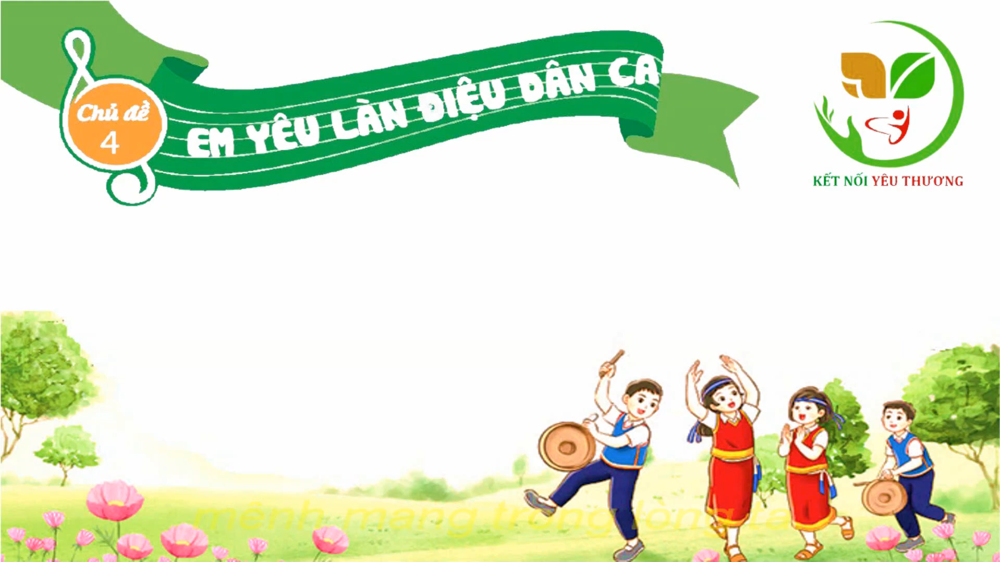 Chủ đề
4
EM YÊU LÀN ĐIỆU DÂN CA
KẾT NỐI YÊU THƯƠNG
mênh mang trong lòng ta